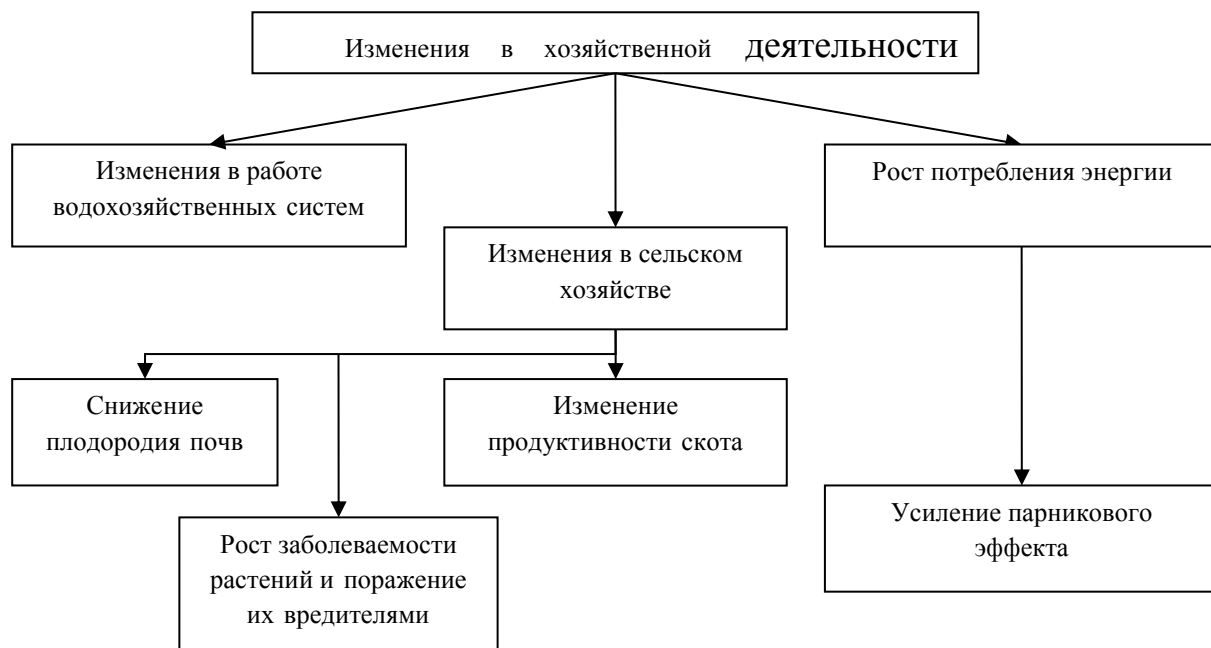 Изменения в хозяйственной деятельности
Изменения в работе
водохозяйственных систем
Рост потребления энергии
Изменения в сельском
хозяйстве
Снижение
плодородия почв
Изменение
продуктивности скота
Рост заболеваемости
растений и поражение
их вредителями
Усиление парникового
эффекта